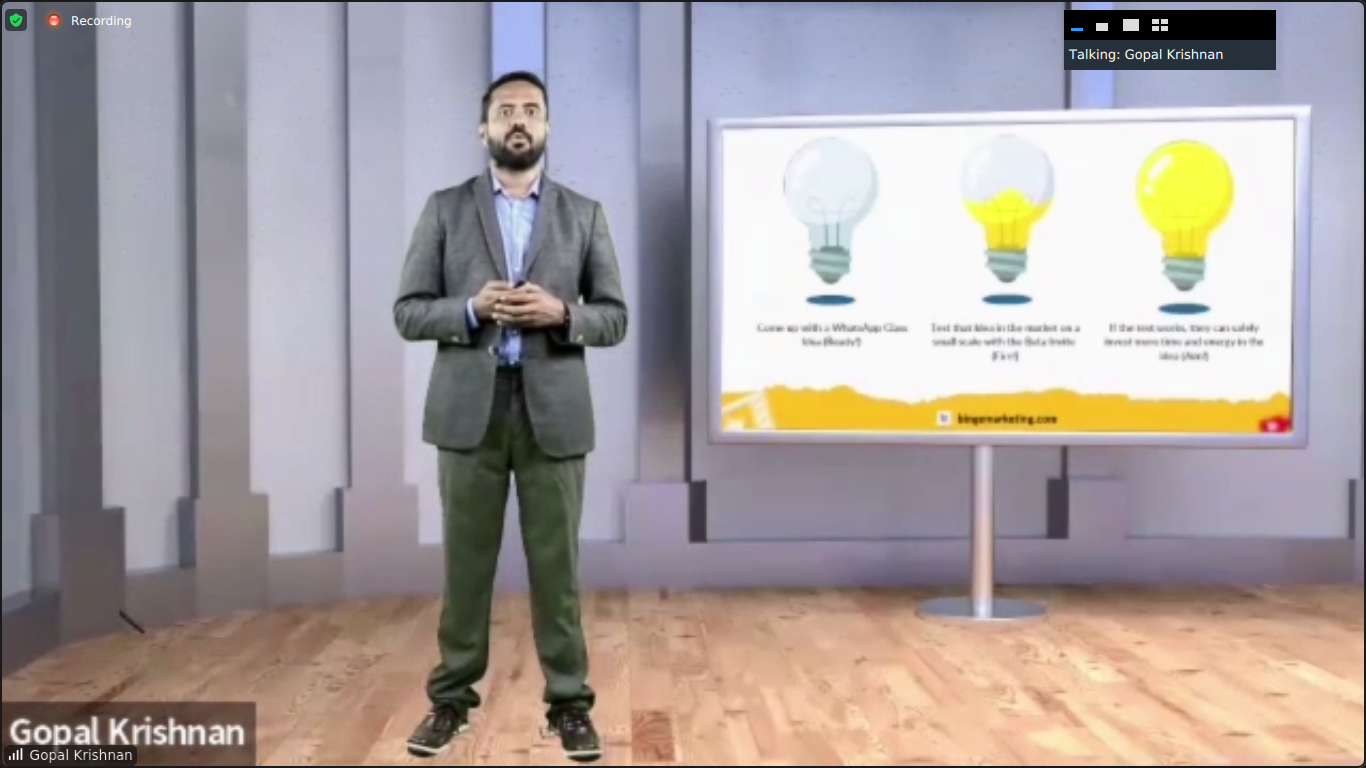 Recording
Talking: Gopal Krishnan
Come up with a WhatsApp Class
Idea (Ready!)
Test that idea in the market on a
small scale with the Beta Invite
(Fire!)
If the test works, they can safely
invest more time and energy to the
idea (Aim!)
bingemarketing.com
Gopal Krishnan
Gopal Krishnan